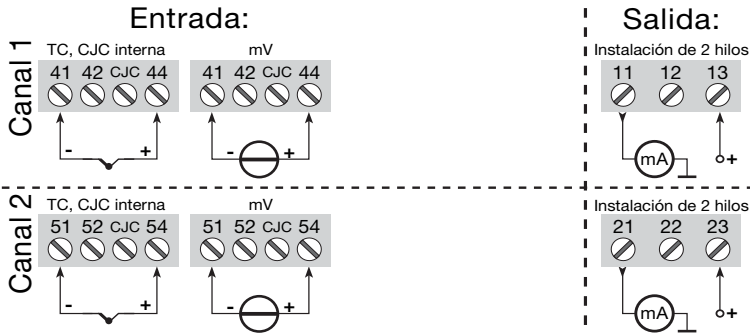 Entrada:
Salida:
Canal 1
TC, CJC interna
mV
Instalación de 2 hilos
41 42 CJC 44
41 42 CJC 44
11 12 13
- +
- +
mA
+
Canal 2
TC, CJC interna
mV
Instalación de 2 hilos
51 52 CJC 54
51 52 CJC 54
21 22 23
- +
- +
mA
+